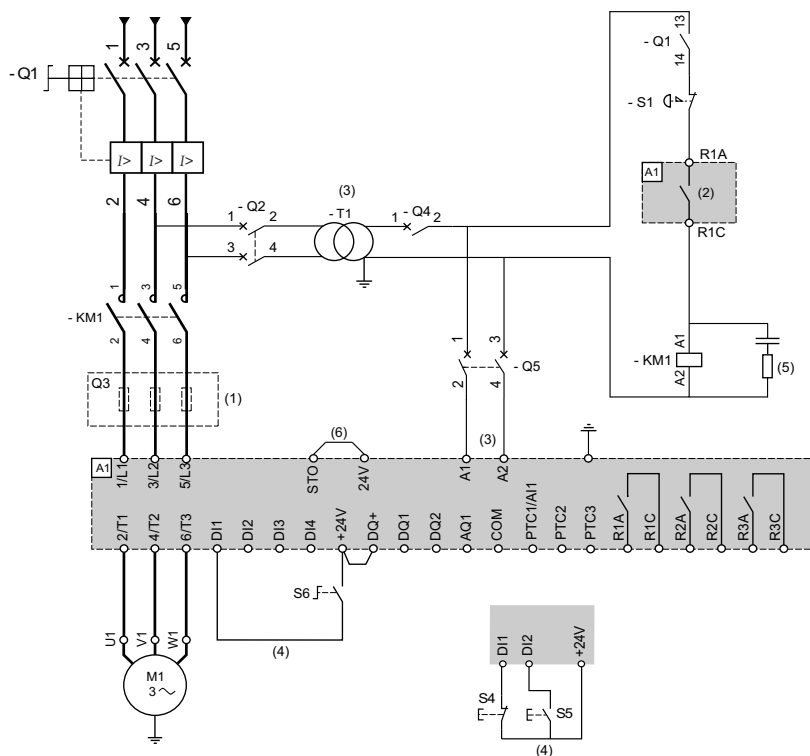 1 3 5
- Q1
I> I> I>
2 4 6
1 - Q2 2
3 4
(3)
- T1
1 - Q4 2
13
- Q1
14
- S1
R1A
A1
(2)
R1C
1 3 5
- KM1
2 4 6
1 3
- Q5
2 4
A1
- KM1
A2
(5)
Q3
(1)
(6)
(3)
A1
1/L1 3/L2 5/L3 STO 24V A1 A2
2/T1 4/T2 6/T3 DI1 DI2 DI3 DI4 +24V DQ+ DQ1 DQ2 AQ1 COM PTC1/AI1 PTC2 PTC3 R1A R1C R2A R2C R3A R3C
S6
(4)
U1 V1 W1
M1
3
DI1 DI2 +24V
S4 S5
(4)